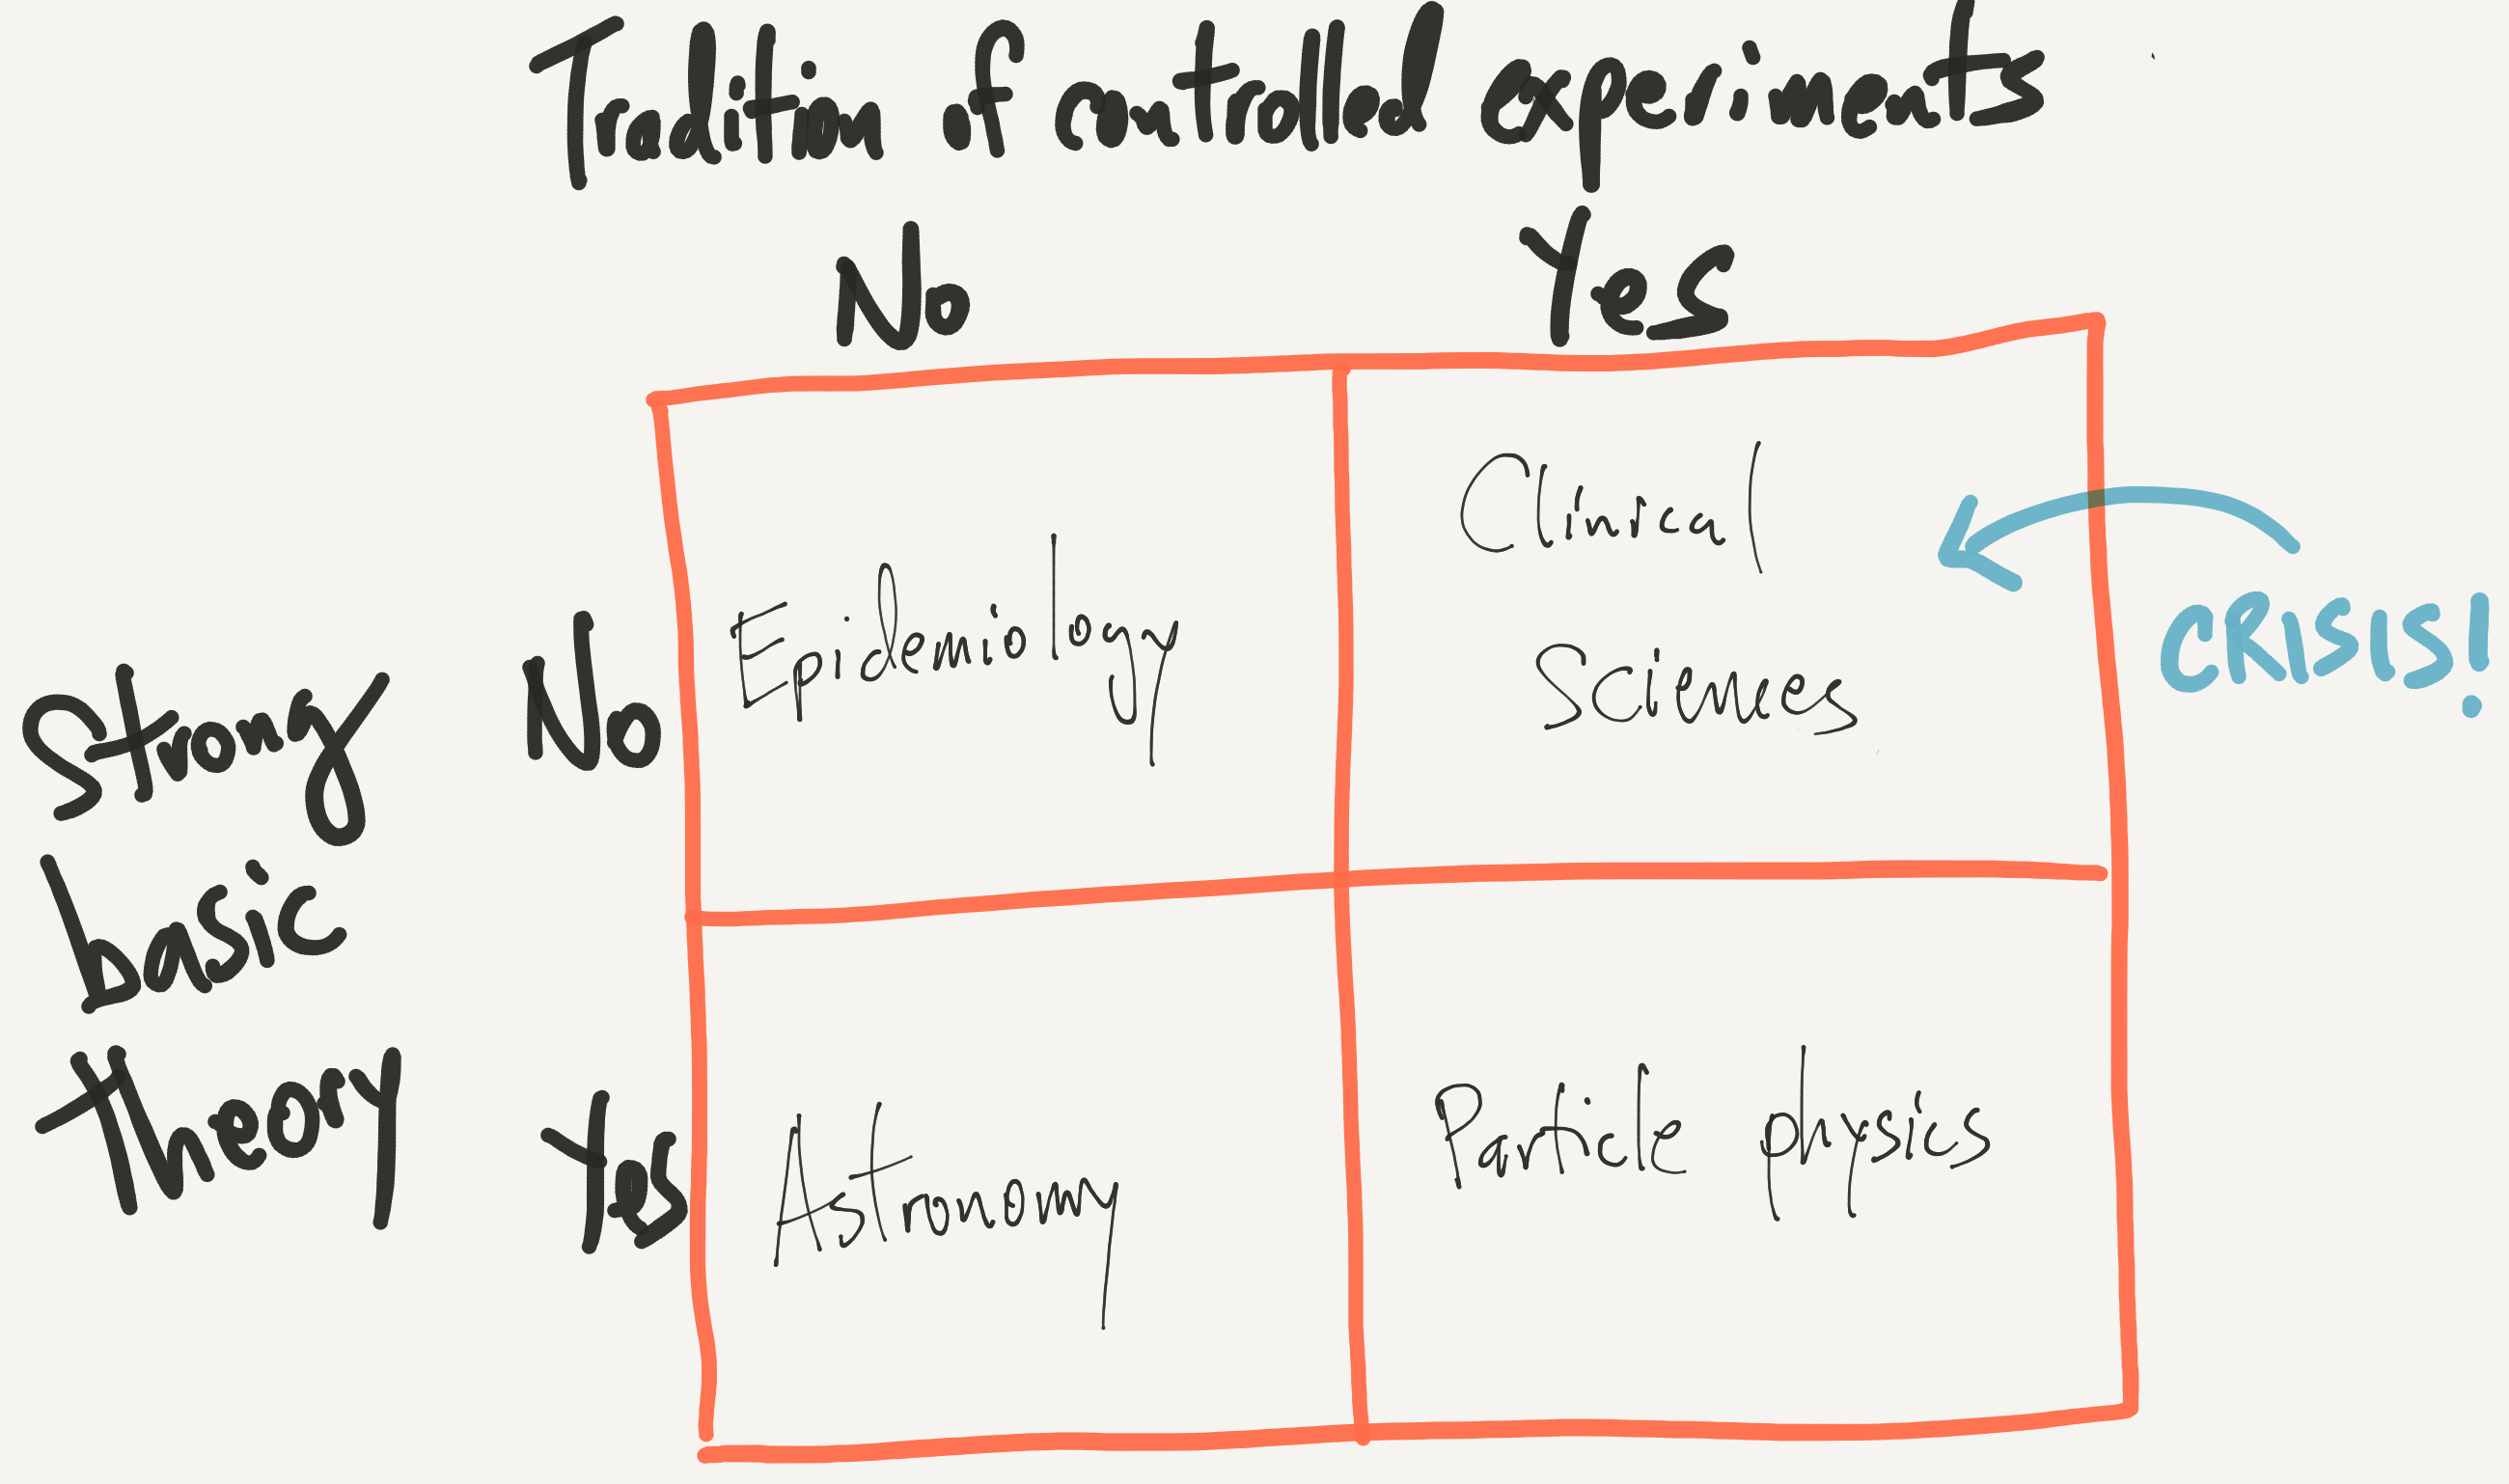 Tradition of controlled experiments
No Yes
Clinical
Sciences
Epidemiology
CRISIS!
Strong
basic
theory
No
Yes
Astronomy
Particle physics